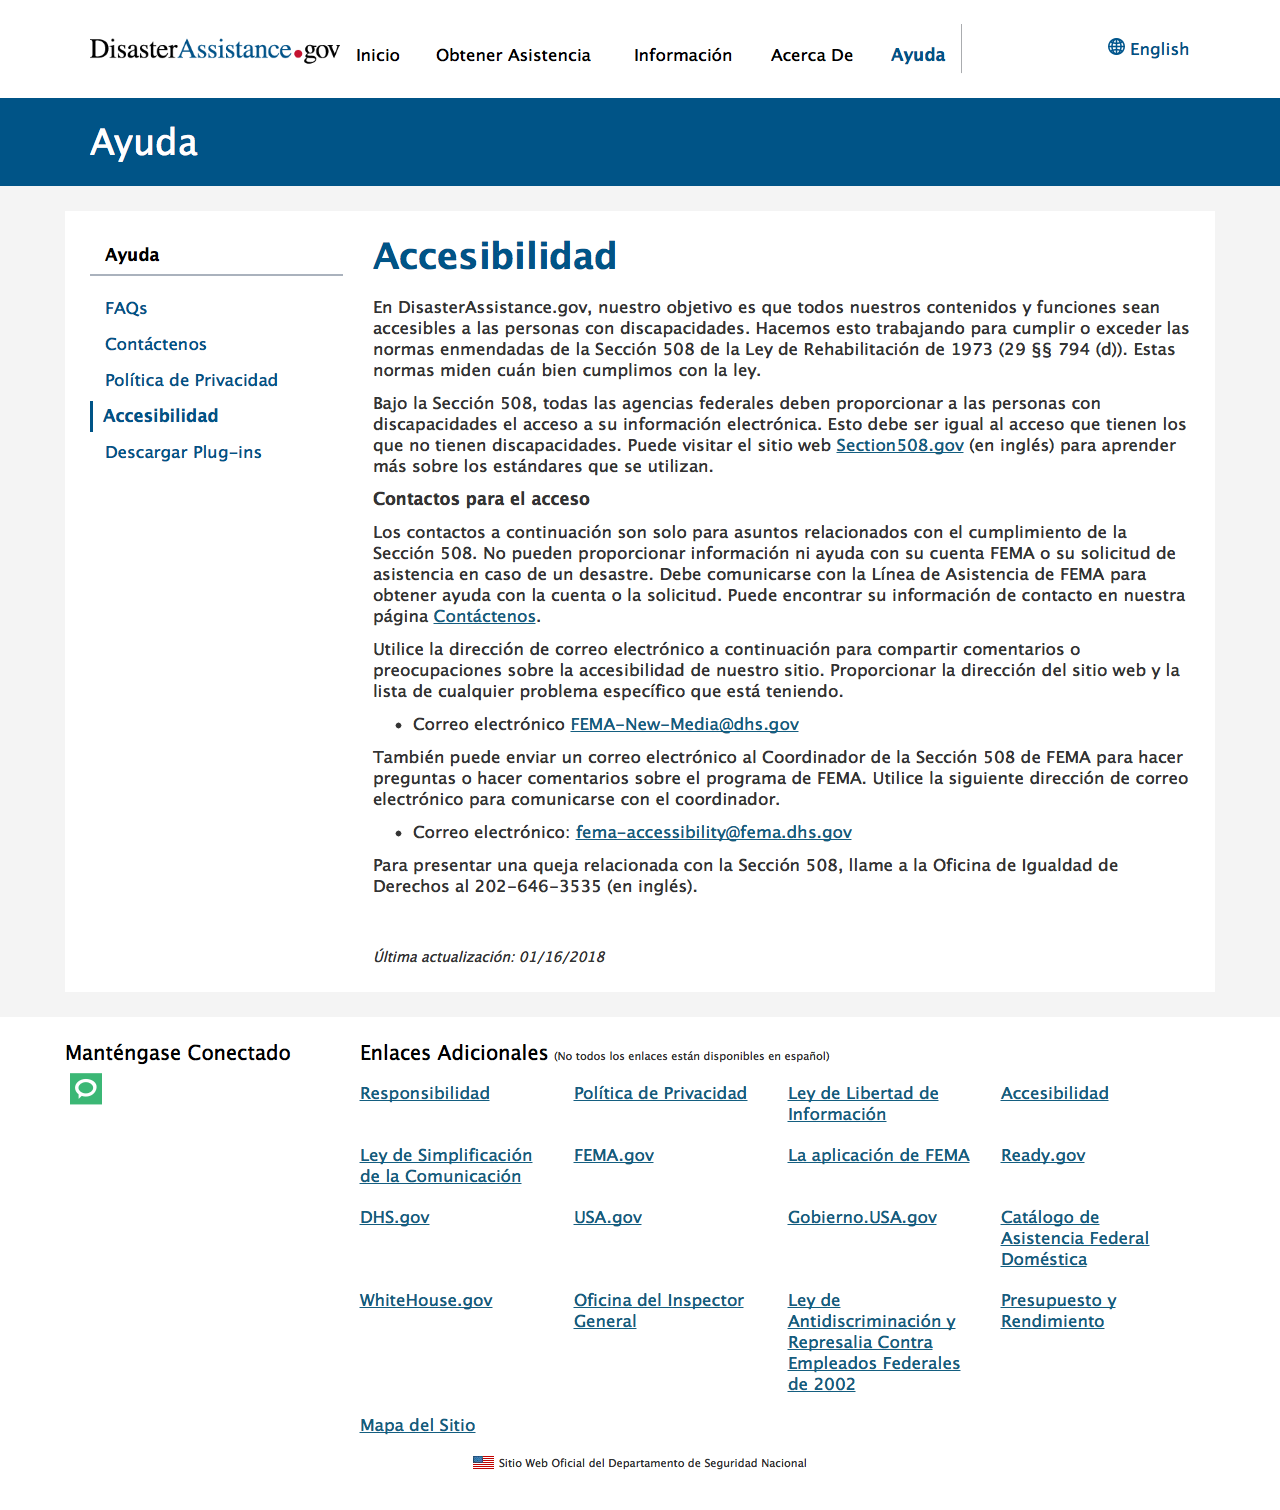 DisasterAssistance.gov
Inicio
Obtener Asistencia
Información
Acerca De
Ayuda
English
Ayuda
Ayuda
FAQs
Contáctenos
Política de Privacidad
Accesibilidad
Descargar Plug-ins
Accesibilidad
En DisasterAssistance.gov, nuestro objetivo es que todos nuestros contenidos y funciones sean
accesibles a las personas con discapacidades. Hacemos esto trabajando para cumplir o exceder las
normas enmendadas de la Sección 508 de la Ley de Rehabilitación de 1973 (29 §§ 794 (d)). Estas
normas miden cuán bien cumplimos con la ley.
Bajo la Sección 508, todas las agencias federales deben proporcionar a las personas con
discapacidades el acceso a su información electrónica. Esto debe ser igual al acceso que tienen los
que no tienen discapacidades. Puede visitar el sitio web Section508.gov (en inglés) para aprender
más sobre los estándares que se utilizan.
Contactos para el acceso
Los contactos a continuación son solo para asuntos relacionados con el cumplimiento de la
Sección 508. No pueden proporcionar información ni ayuda con su cuenta FEMA o su solicitud de
asistencia en caso de un desastre. Debe comunicarse con la Línea de Asistencia de FEMA para
obtener ayuda con la cuenta o la solicitud. Puede encontrar su información de contacto en nuestra
página Contáctenos.
Utilice la dirección de correo electrónico a continuación para compartir comentarios o
preocupaciones sobre la accesibilidad de nuestro sitio. Proporcionar la dirección del sitio web y la
lista de cualquier problema específico que está teniendo.
• Correo electrónico FEMA-New-Media@dhs.gov
También puede enviar un correo electrónico al Coordinador de la Sección 508 de FEMA para hacer
preguntas o hacer comentarios sobre el programa de FEMA. Utilice la siguiente dirección de correo
electrónico para comunicarse con el coordinador.
• Correo electrónico: fema-accessibility@fema.dhs.gov
Para presentar una queja relacionada con la Sección 508, llame a la Oficina de Igualdad de
Derechos al 202-646-3535 (en inglés).
Última actualización: 01/16/2018
Manténgase Conectado
Enlaces Adicionales (No todos los enlaces están disponibles en español)
Responsibilidad
Política de Privacidad
Ley de Libertad de
Información
Accesibilidad
Ley de Simplificación
de la Comunicación
FEMA.gov
La aplicación de FEMA
Ready.gov
DHS.gov
USA.gov
Gobierno.USA.gov
Catálogo de
Asistencia Federal
Doméstica
WhiteHouse.gov
Oficina del Inspector
General
Ley de
Antidiscriminación y
Represalia Contra
Empleados Federales
de 2002
Presupuesto y
Rendimiento
Mapa del Sitio
Sitio Web Oficial del Departamento de Seguridad Nacional